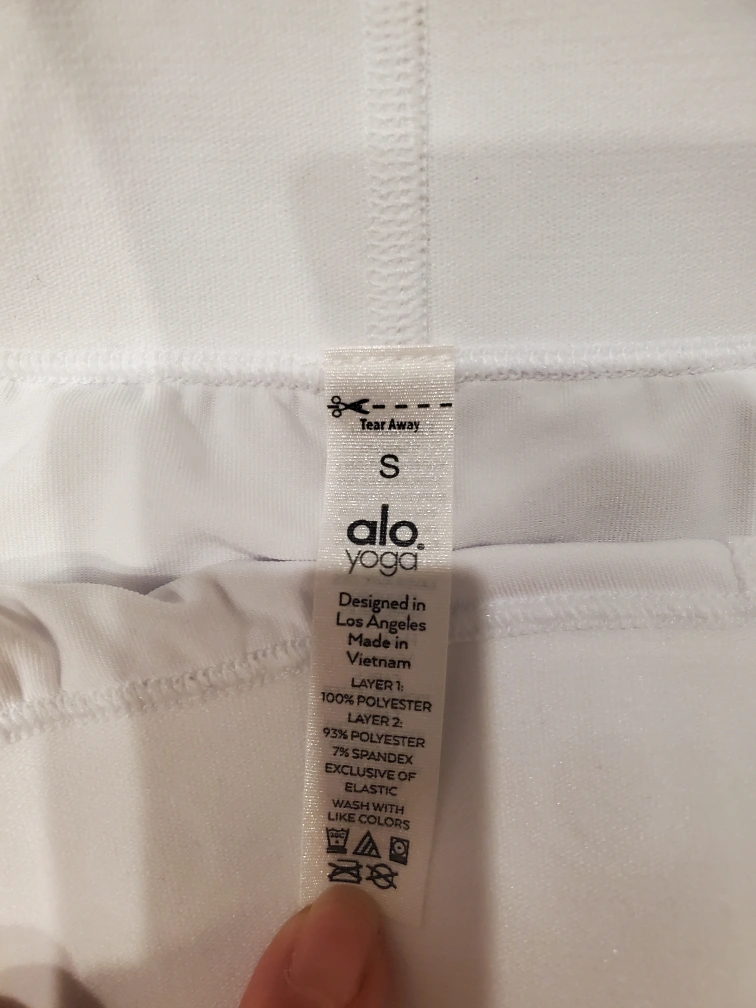 Tear Away
S
alo.
yoga
Designed in
Los Angeles
Made in
Vietnam
LAYER 1:
100% POLYESTER
LAYER 2:
93% POLYESTER
7% SPANDEX
EXCLUSIVE OF
ELASTIC
WASH WITH
LIKE COLORS